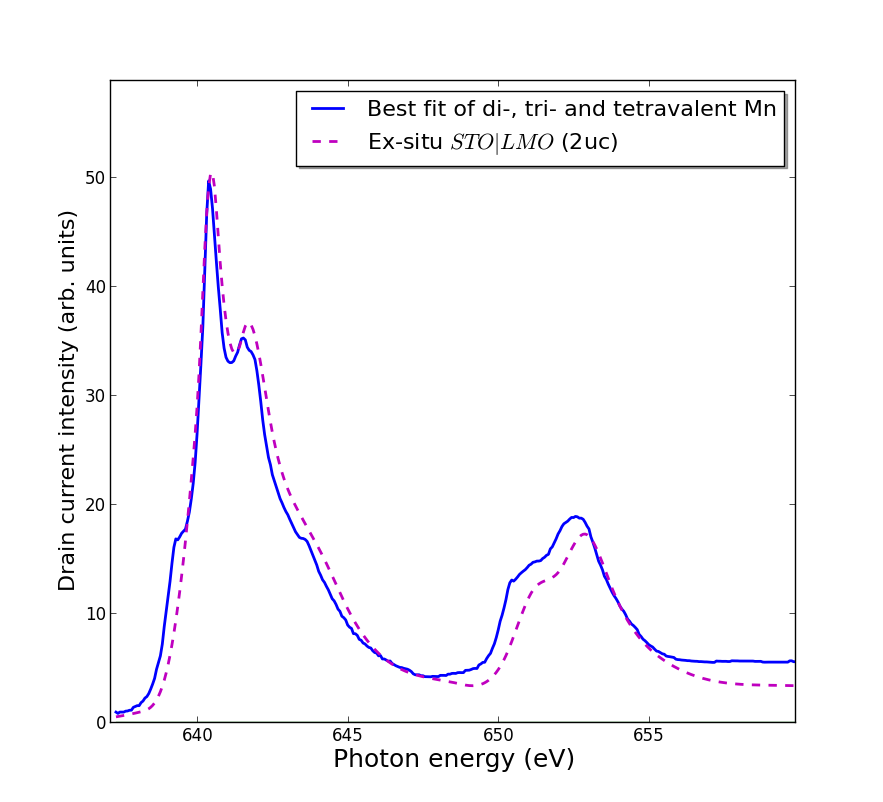 Best fit of di-, tri- and tetravalent Mn
Ex-situ STO|LMO (2uc)
Drain current intensity (arb. units)
50
40
30
20
10
0
640 645 650 655
Photon energy (eV)